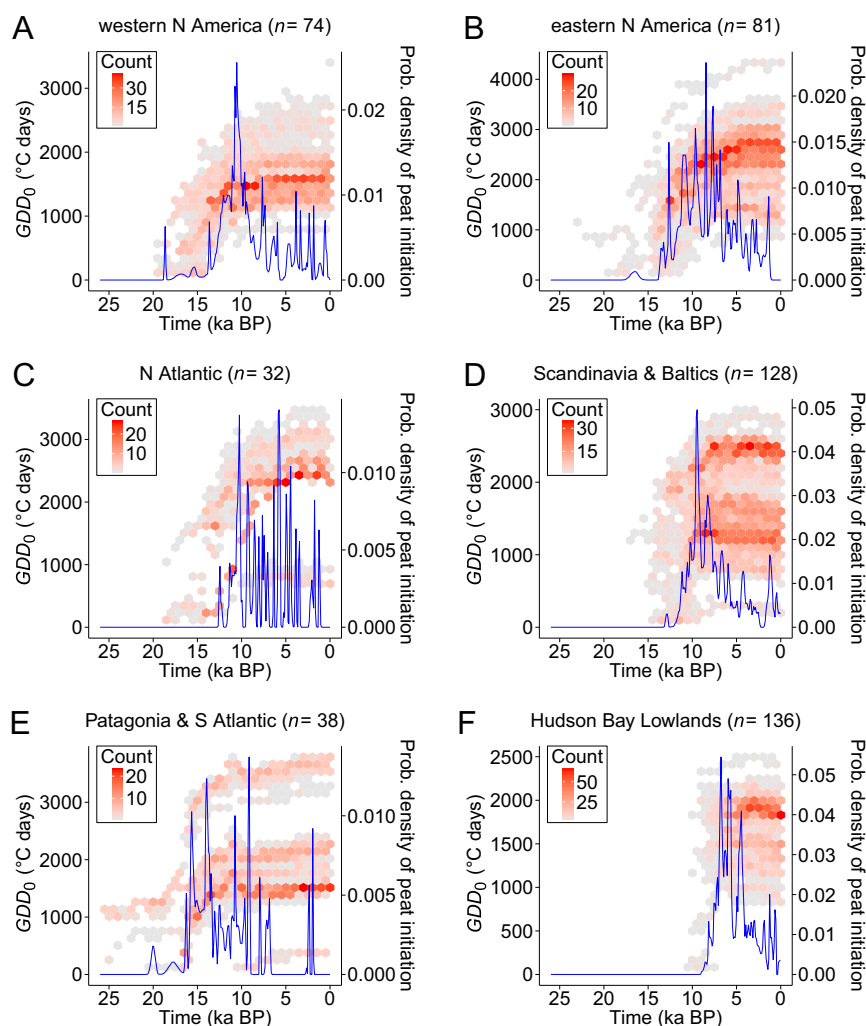 A
western N America (n= 74)
Count
30
15
3000
2000
1000
0
GDD0 (°C days)
0.02
0.01
0.00
Prob. density of peat initiation
25 20 15 10 5 0
Time (ka BP)
B
eastern N America (n= 81)
Count
20
10
4000
3000
2000
1000
0
GDD0 (°C days)
0.020
0.015
0.010
0.005
0.000
Prob. density of peat initiation
25 20 15 10 5 0
Time (ka BP)
C
N Atlantic (n= 32)
Count
20
10
3000
2000
1000
0
GDD0 (°C days)
0.010
0.005
0.000
Prob. density of peat initiation
25 20 15 10 5 0
Time (ka BP)
D
Scandinavia & Baltics (n= 128)
Count
30
15
3000
2000
1000
0
GDD0 (°C days)
0.05
0.04
0.03
0.02
0.01
0.00
Prob. density of peat initiation
25 20 15 10 5 0
Time (ka BP)
E
Patagonia & S Atlantic (n= 38)
Count
20
10
3000
2000
1000
0
GDD0 (°C days)
0.010
0.005
0.000
Prob. density of peat initiation
25 20 15 10 5 0
Time (ka BP)
F
Hudson Bay Lowlands (n= 136)
Count
50
25
2500
2000
1500
1000
500
0
GDD0 (°C days)
0.05
0.04
0.03
0.02
0.01
0.00
Prob. density of peat initiation
25 20 15 10 5 0
Time (ka BP)